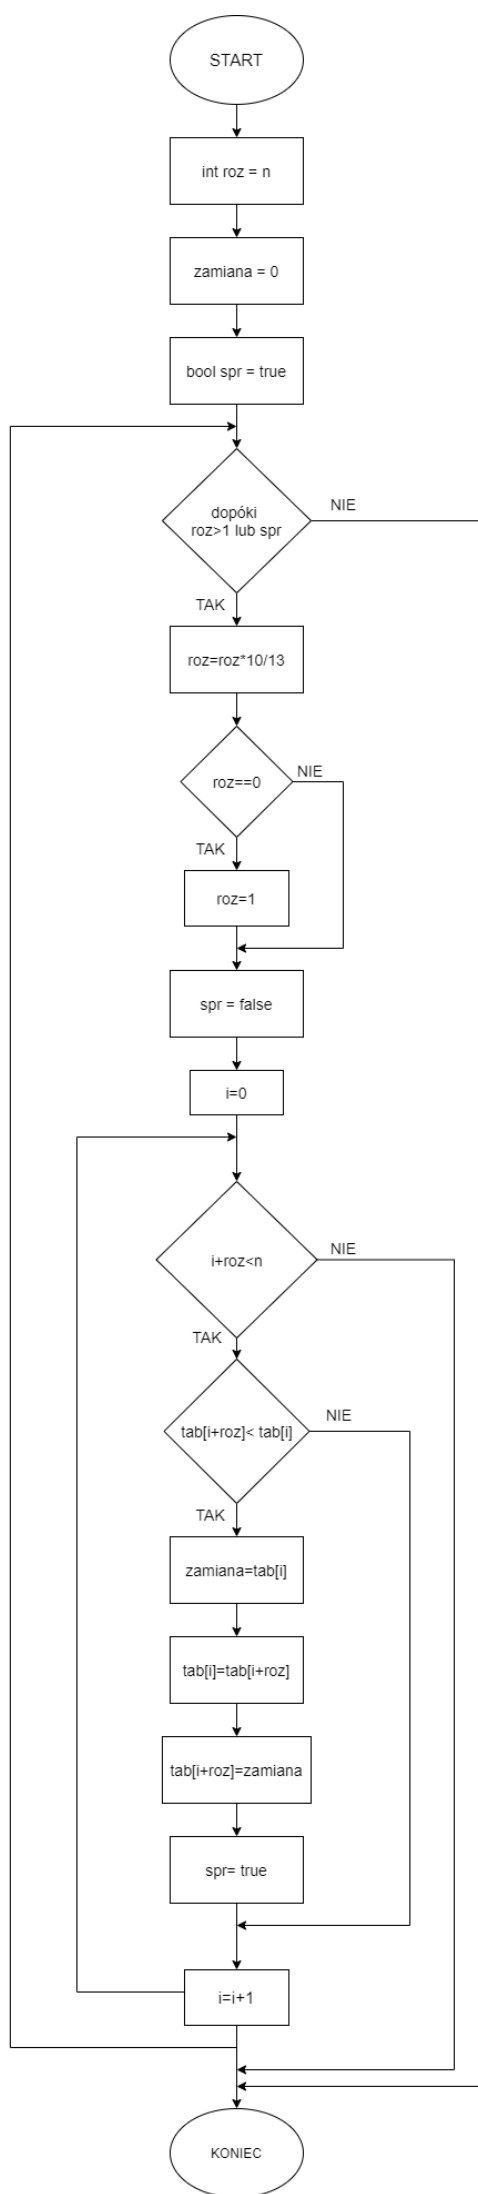 START
int roz = n
zamiana = 0
bool spr = true
dopóki
roz>1 lub spr
NIE
TAK
roz=roz*10/13
roz==0
NIE
TAK
roz=1
spr = false
i=0
i+roz<n
NIE
TAK
tab[i+roz]< tab[i]
NIE
TAK
zamiana=tab[i]
tab[i]=tab[i+roz]
tab[i+roz]=zamiana
spr= true
i=i+1
KONIEC